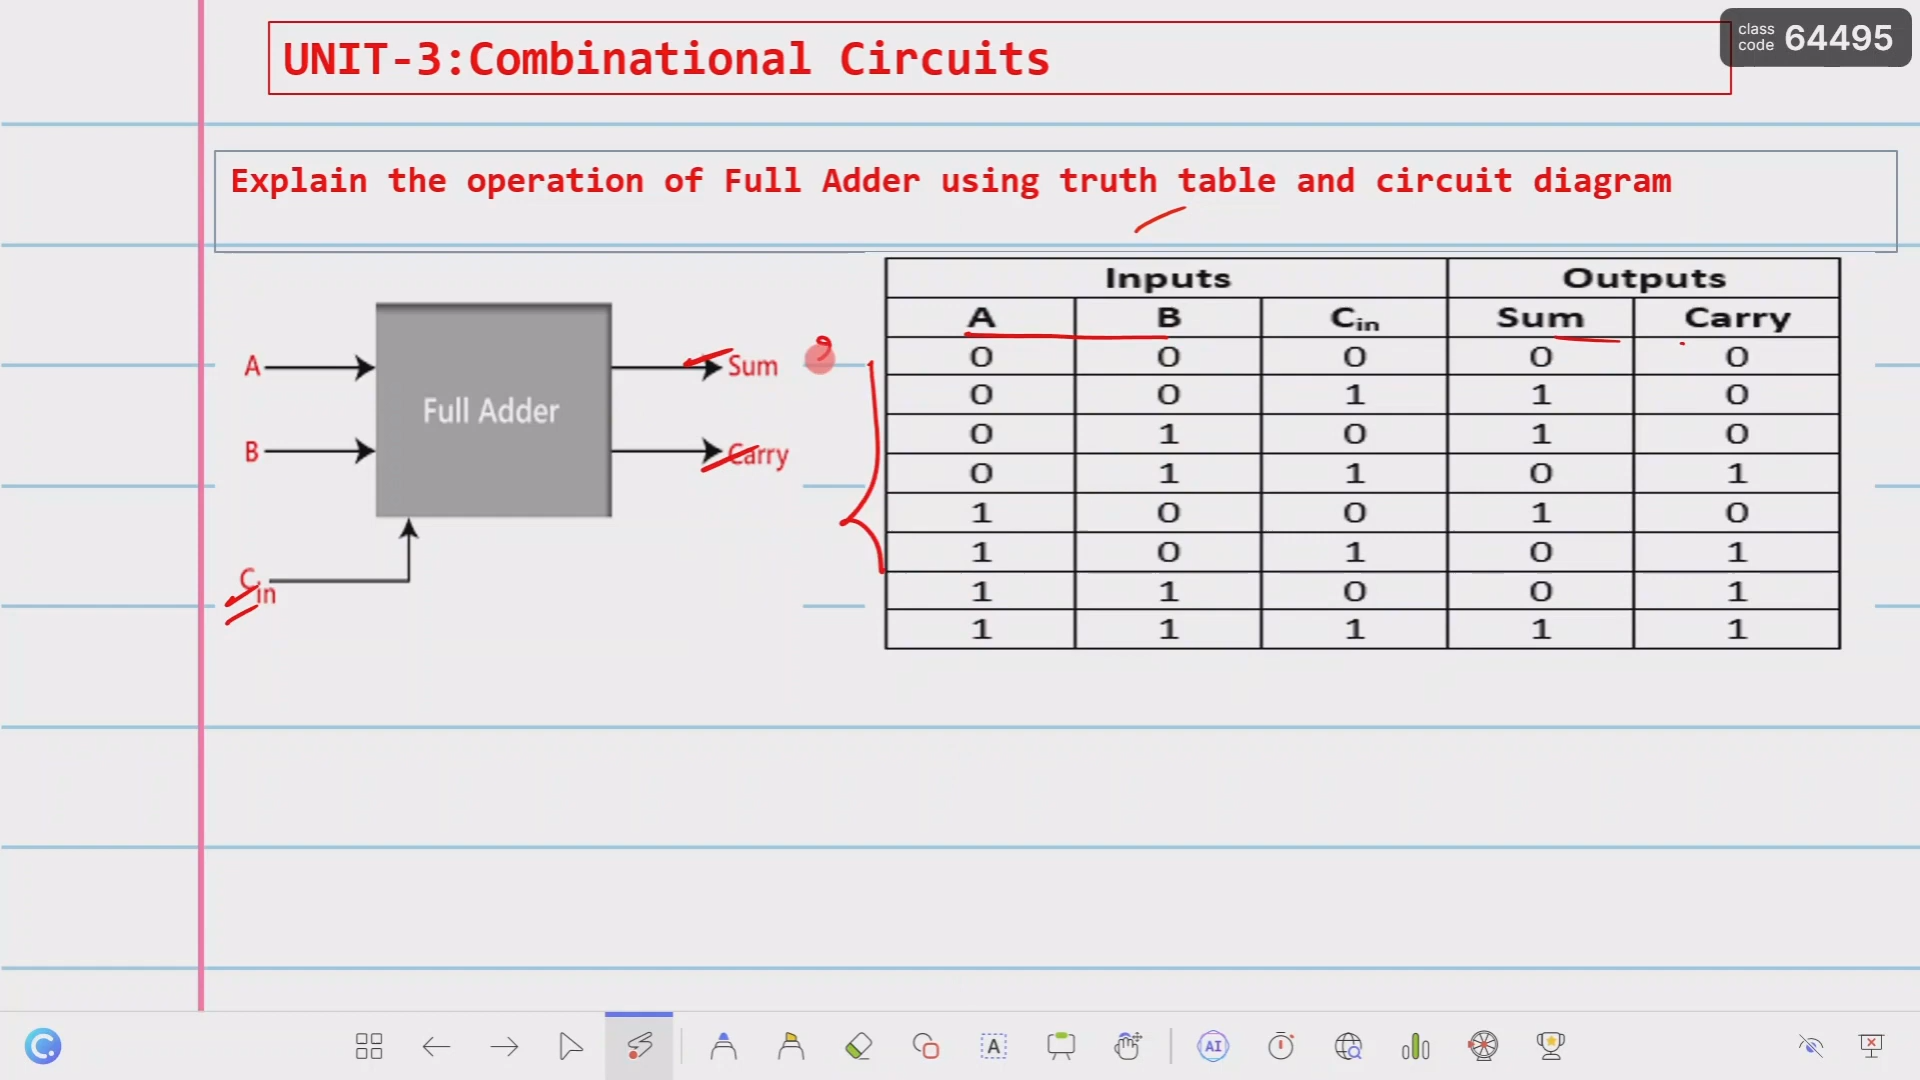 UNIT-3:Combinational Circuits
class code 64495
Explain the operation of Full Adder using truth table and circuit diagram
A
B
Cin
Full Adder
Sum
Carry
Inputs Outputs
A B Cin Sum Carry
0 0 0 0 0
0 0 1 1 0
0 1 0 1 0
0 1 1 0 1
1 0 0 1 0
1 0 1 0 1
1 1 0 0 1
1 1 1 1 1
A
AI